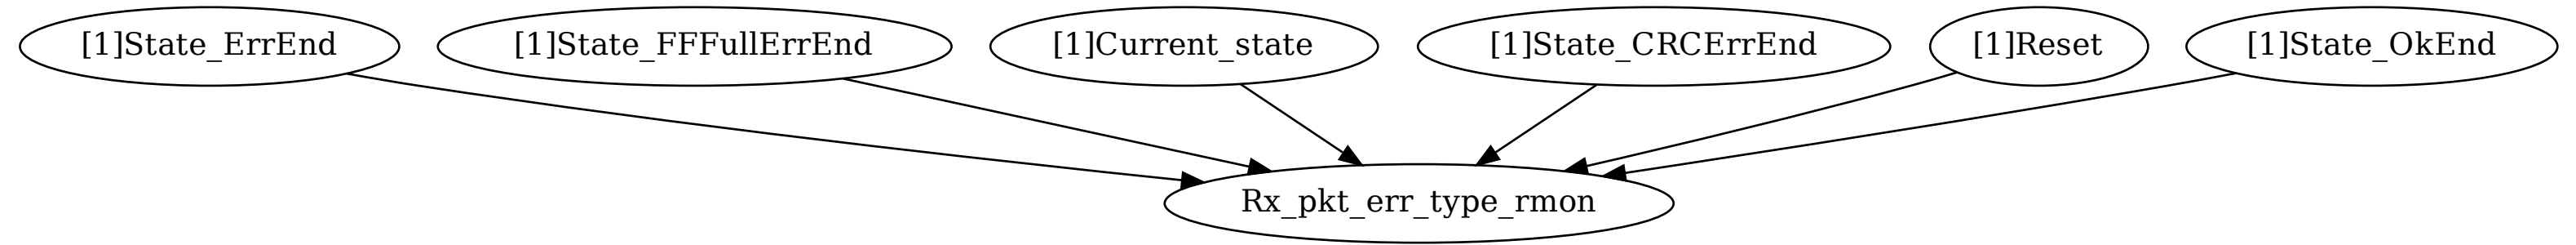 [1]State_ErrEnd
[1]State_FFFullErrEnd
[1]Current_state
[1]State_CRCErrEnd
[1]Reset
[1]State_OkEnd
Rx_pkt_err_type_rmon